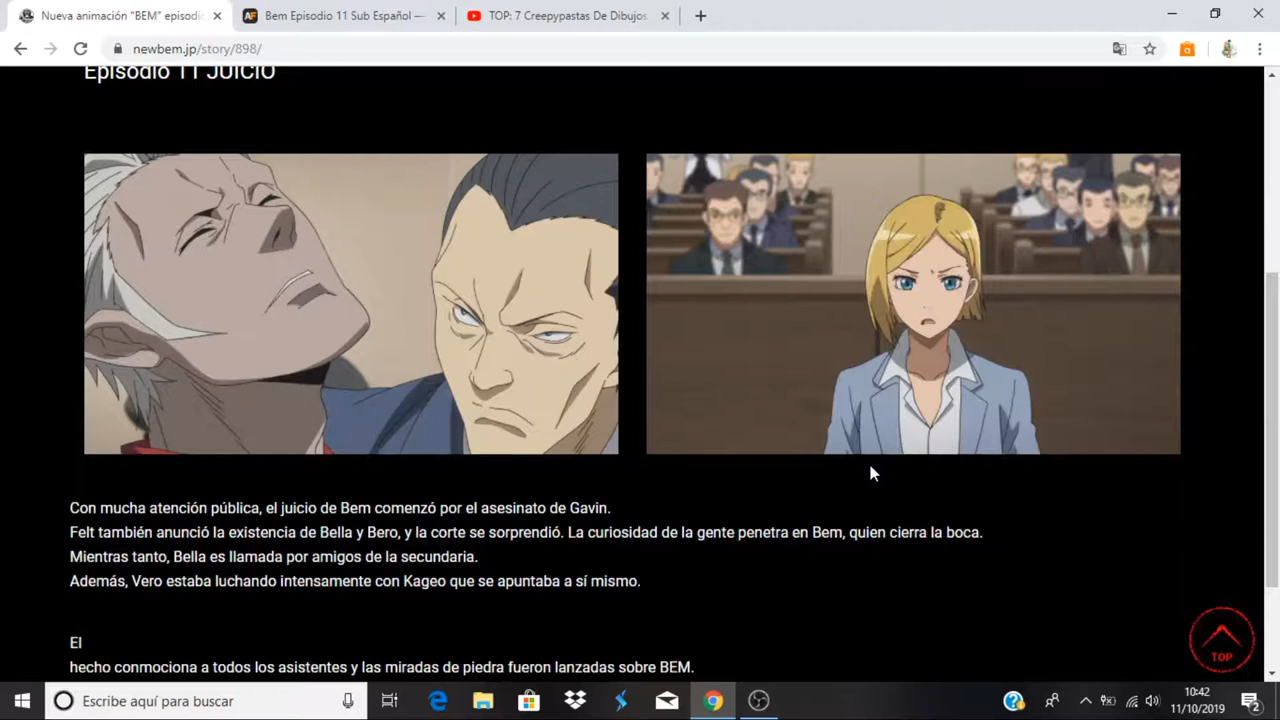 Nueva animación "BEM" episodi
Bem Episodio 11 Sub Español —
TOP: 7 Creepypastas De Dibujos
newbem.jp/story/898/
Episodio 11 JUICIO
Con mucha atención pública, el juicio de Bem comenzó por el asesinato de Gavin.
Felt también anunció la existencia de Bella y Bero, y la corte se sorprendió. La curiosidad de la gente penetra en Bem, quien cierra la boca.
Mientras tanto, Bella es llamada por amigos de la secundaria.
Además, Vero estaba luchando intensamente con Kageo que se apuntaba a sí mismo.
El
hecho conmociona a todos los asistentes y las miradas de piedra fueron lanzadas sobre BEM.
TOP
Escribe aquí para buscar
10:42
11/10/2019
2